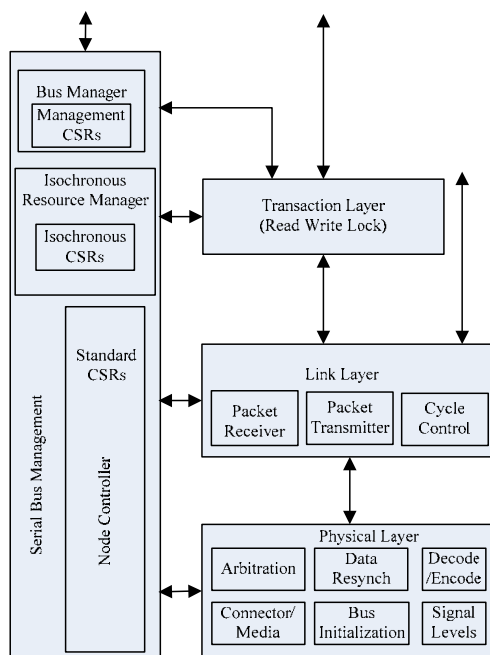 Bus Manager
Management
CSRs
Isochronous
Resource Manager
Isochronous
CSRs
Standard
CSRs
Node Controller
Serial Bus Management
Transaction Layer
(Read Write Lock)
Link Layer
Packet
Receiver
Packet
Transmitter
Cycle
Control
Physical Layer
Arbitration
Data
Resynch
Decode
/Encode
Connector/
Media
Bus
Initialization
Signal
Levels